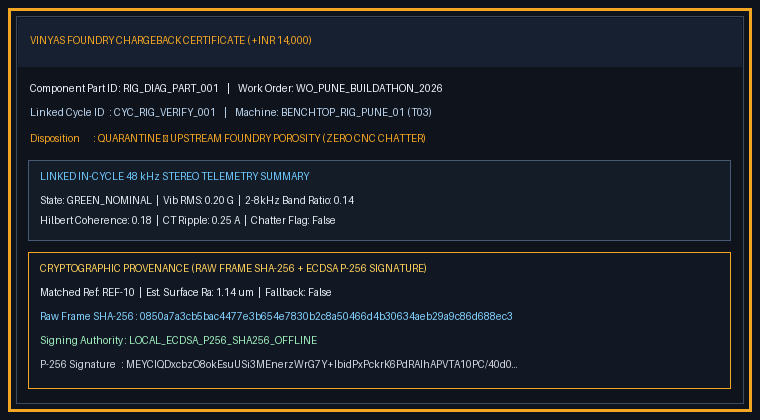 VINYAS FOUNDRY CHARGEBACK CERTIFICATE (+INR 14,000)
Component Part ID: RIG_DIAG_PART_001 | Work Order: WO_PUNE_BUILDATHON_2026
Linked Cycle ID : CYC_RIG_VERIFY_001 | Machine: BENCHTOP_RIG_PUNE_01 (T03)
Disposition : QUARANTINE ▯ UPSTREAM FOUNDRY POROSITY (ZERO CNC CHATTER)
LINKED IN-CYCLE 48 kHz STEREO TELEMETRY SUMMARY
State: GREEN_NOMINAL | Vib RMS: 0.20 G | 2-8kHz Band Ratio: 0.14
Hilbert Coherence: 0.18 | CT Ripple: 0.25 A | Chatter Flag: False
CRYPTOGRAPHIC PROVENANCE (RAW FRAME SHA-256 + ECDSA P-256 SIGNATURE)
Matched Ref: REF-10 | Est. Surface Ra: 1.14 um | Fallback: False
Raw Frame SHA-256: 0850a7a3cb5bac4477e3b654e7830b2c8a50466d4b30634aeb29a9c86d688ec3
Signing Authority: LOCAL_ECDSA_P256_SHA256_OFFLINE
P-256 Signature : MEYCIQDxcbzO8okEsuUSi3MEnerzWrG7Y+IbidPxPckrK6PdRAIhAPVTA10PC/40d0...